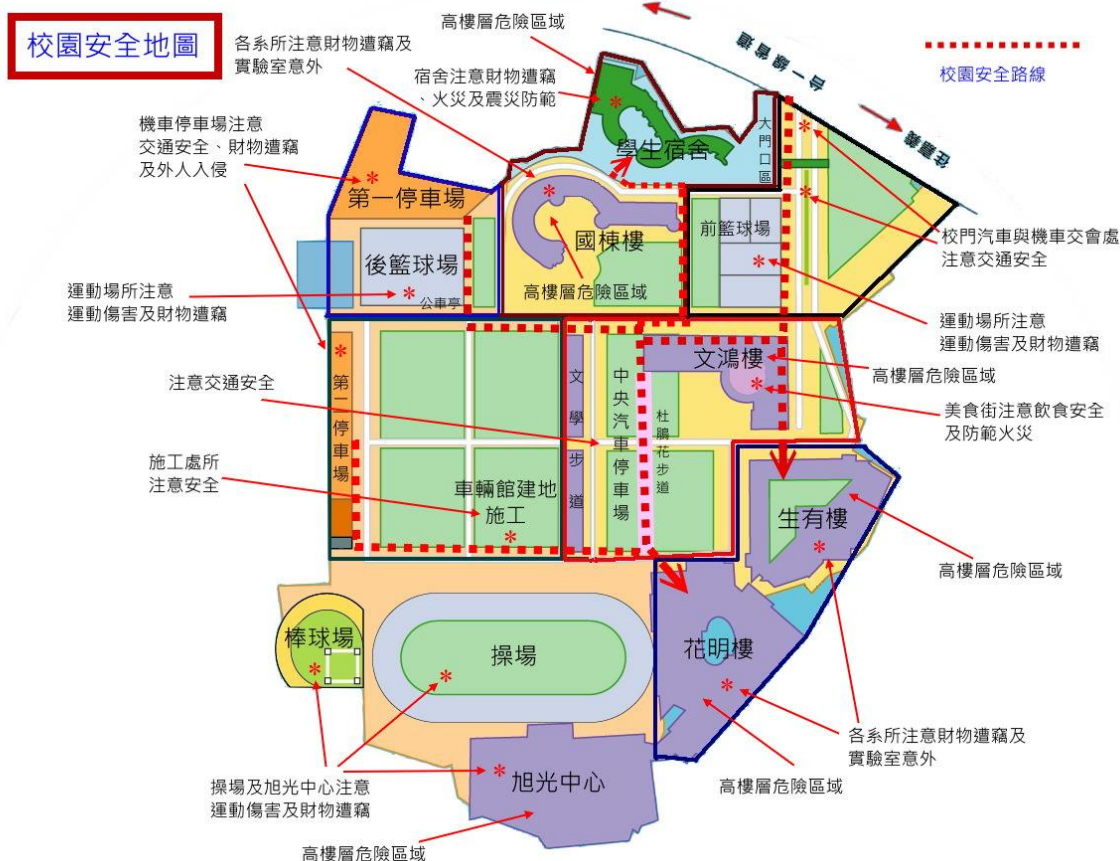 校園安全地圖
高樓層危險區域
各系所注意財物遭竊及
實驗室意外
宿舍注意財物遭竊
、火災及震災防範
台一線省道
往嘉義
校園安全路線
機車停車場注意
交通安全、財物遭竊
及外人入侵
學生宿舍
大門口區
第一停車場
國棟樓
前籃球場
校門汽車與機車交會處
注意交通安全
後籃球場
公車亭
高樓層危險區域
運動場所注意
運動傷害及財物遭竊
運動場所注意
運動傷害及財物遭竊
文鴻樓
高樓層危險區域
注意交通安全
第二停車場
文學步道
中央汽車停車場
杜鵑花步道
美食街注意飲食安全
及防範火災
施工處所
注意安全
車輛館建地
施工
生有樓
高樓層危險區域
棒球場
操場
花明樓
各系所注意財物遭竊及
實驗室意外
操場及旭光中心注意
運動傷害及財物遭竊
旭光中心
高樓層危險區域
高樓層危險區域